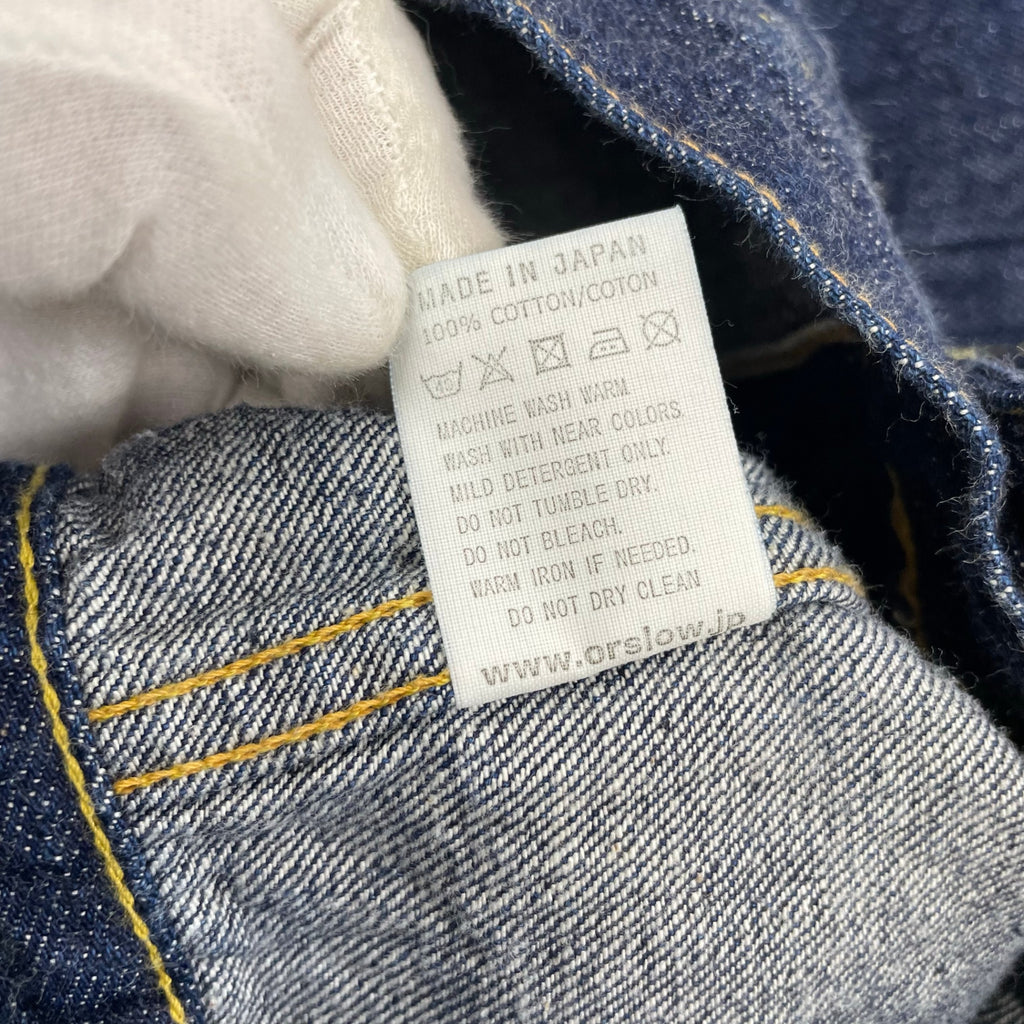 MADE IN JAPAN
100% COTTON/COTON
40
MACHINE WASH WARM
WASH WITH NEAR COLORS
MILD DETERGENT ONLY.
DO NOT TUMBLE DRY.
DO NOT BLEACH.
WARM IRON IF NEEDED.
DO NOT DRY CLEAN
www.orslow.jp